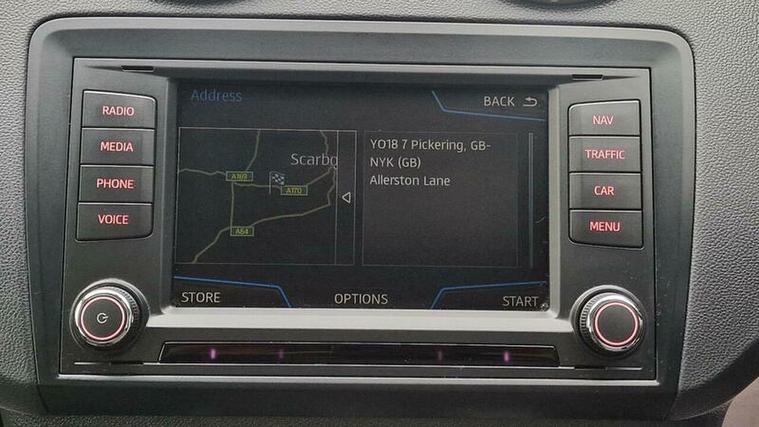 Address
BACK
RADIO
MEDIA
PHONE
VOICE
Scarbo
A169
A170
A64
YO18 7 Pickering, GB-
NYK (GB)
Allerston Lane
NAV
TRAFFIC
CAR
MENU
STORE
OPTIONS
START